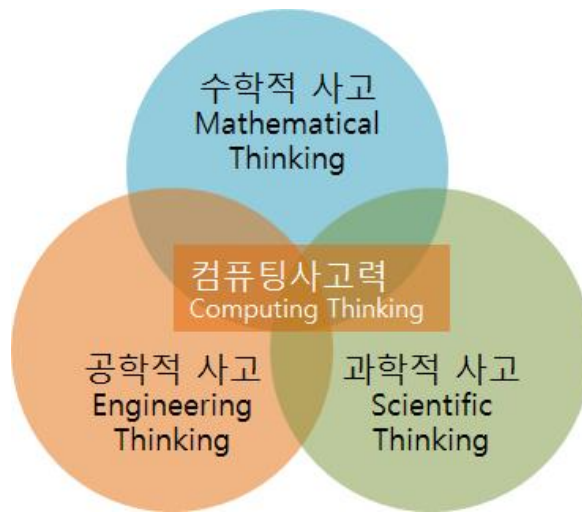 수학적 사고
Mathematical
Thinking
컴퓨팅사고력
Computing Thinking
공학적 사고
Engineering
Thinking
과학적 사고
Scientific
Thinking